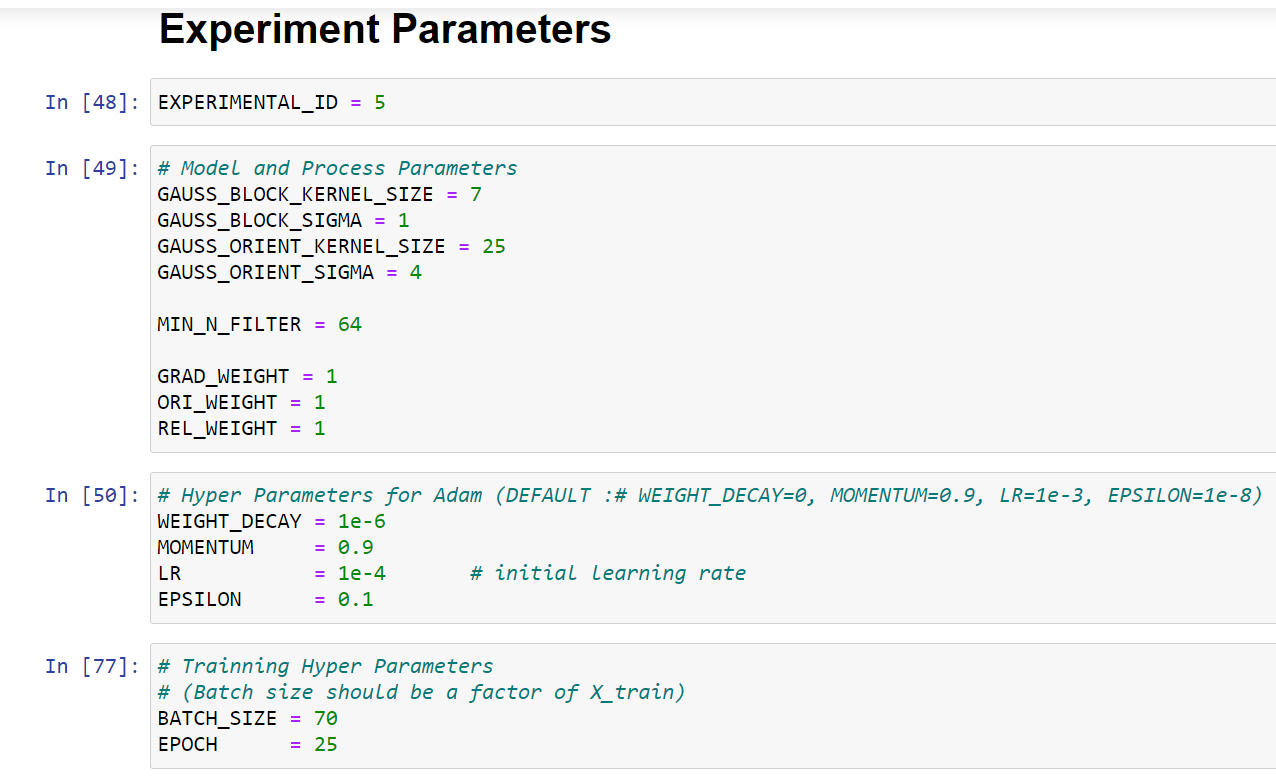 Experiment Parameters
In [48]: EXPERIMENTAL_ID = 5
In [49]: # Model and Process Parameters
GAUSS_BLOCK_KERNEL_SIZE = 7
GAUSS_BLOCK_SIGMA = 1
GAUSS_ORIENT_KERNEL_SIZE = 25
GAUSS_ORIENT_SIGMA = 4
MIN_N_FILTER = 64
GRAD_WEIGHT = 1
ORI_WEIGHT = 1
REL_WEIGHT = 1
In [50]: # Hyper Parameters for Adam (DEFAULT :# WEIGHT_DECAY=0, MOMENTUM=0.9, LR=1e-3, EPSILON=1e-8)
WEIGHT_DECAY = 1e-6
MOMENTUM     = 0.9
LR           = 1e-4       # initial learning rate
EPSILON      = 0.1
In [77]: # Trainning Hyper Parameters
# (Batch size should be a factor of X_train)
BATCH_SIZE = 70
EPOCH      = 25